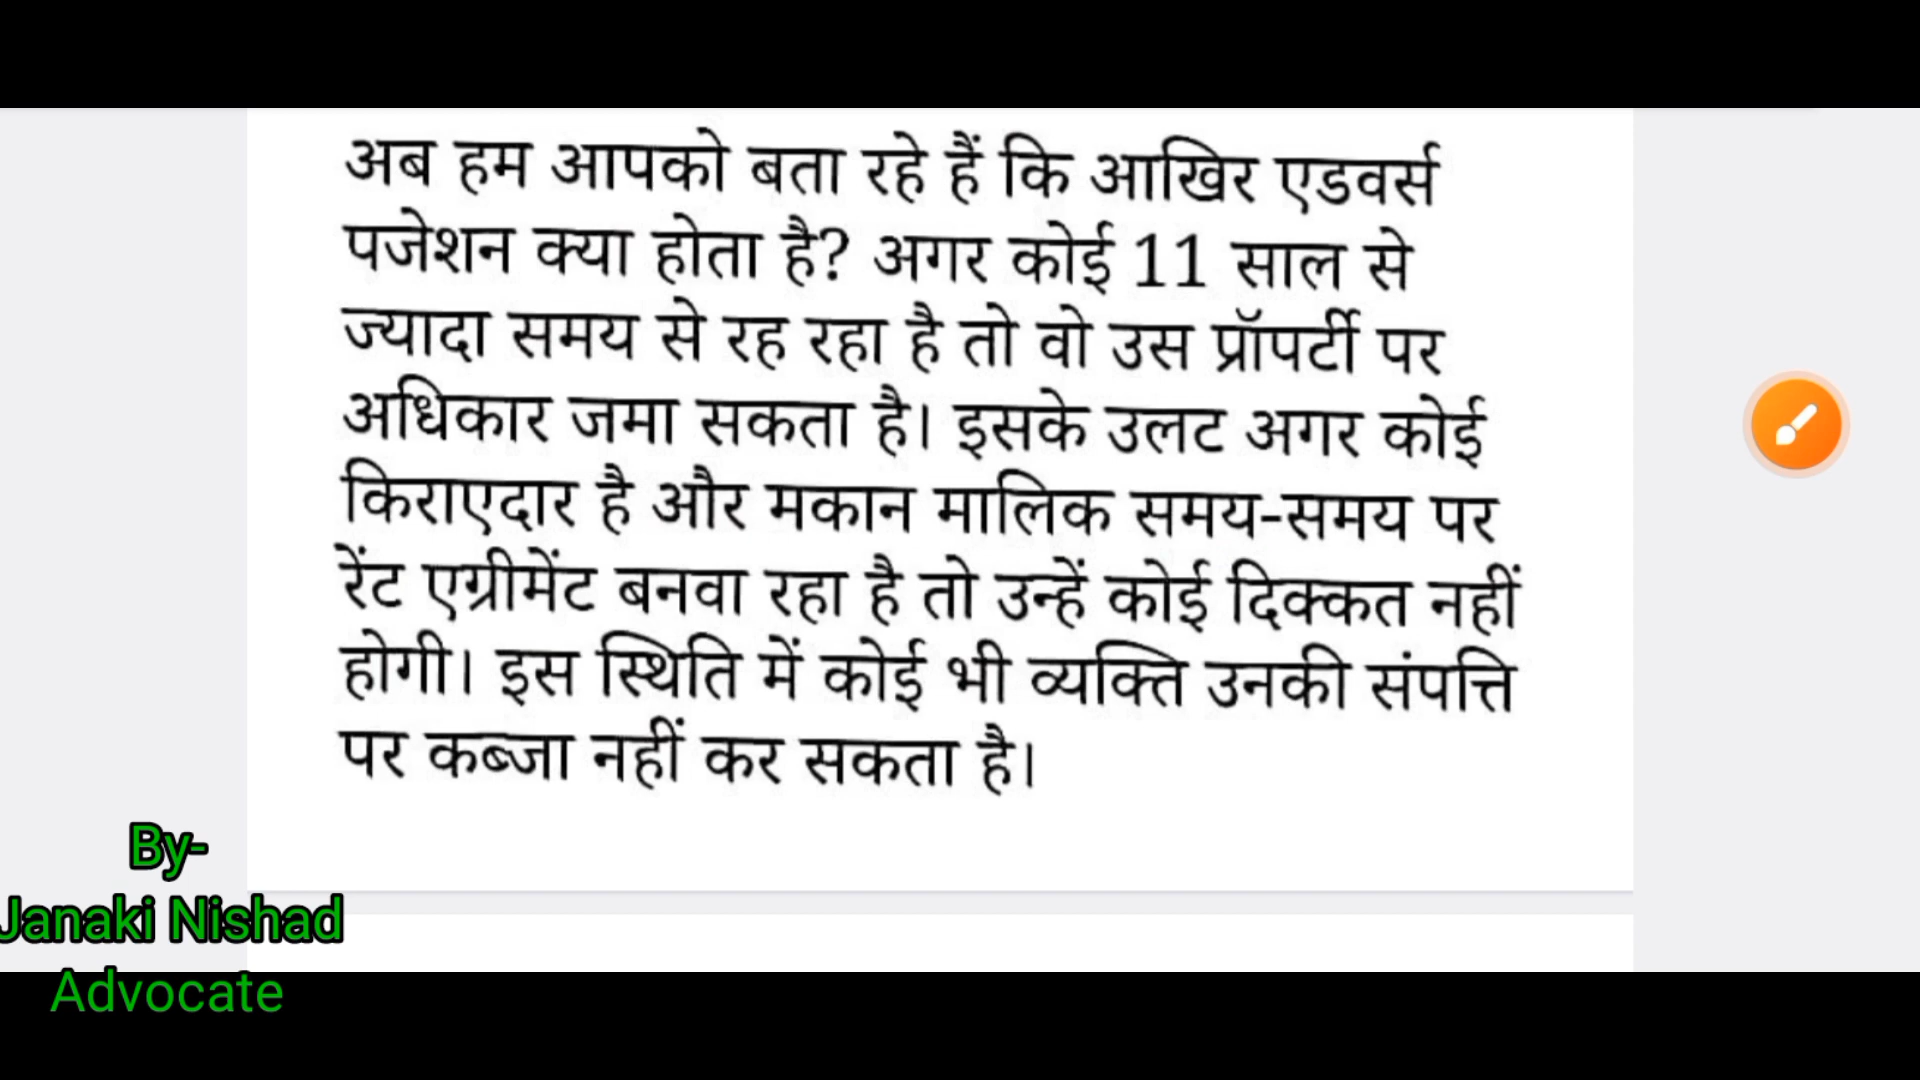 अब हम आपको बता रहे हैं कि आखिर एडवर्स
पजेशन क्या होता है? अगर कोई 11 साल से
ज्यादा समय से रह रहा है तो वो उस प्रॉपर्टी पर
अधिकार जमा सकता है। इसके उलट अगर कोई
किराएदार है और मकान मालिक समय-समय पर
रेंट एग्रीमेंट बनवा रहा है तो उन्हें कोई दिक्कत नहीं
होगी। इस स्थिति में कोई भी व्यक्ति उनकी संपत्ति
पर कब्जा नहीं कर सकता है।
By-
Janaki Nishad
Advocate